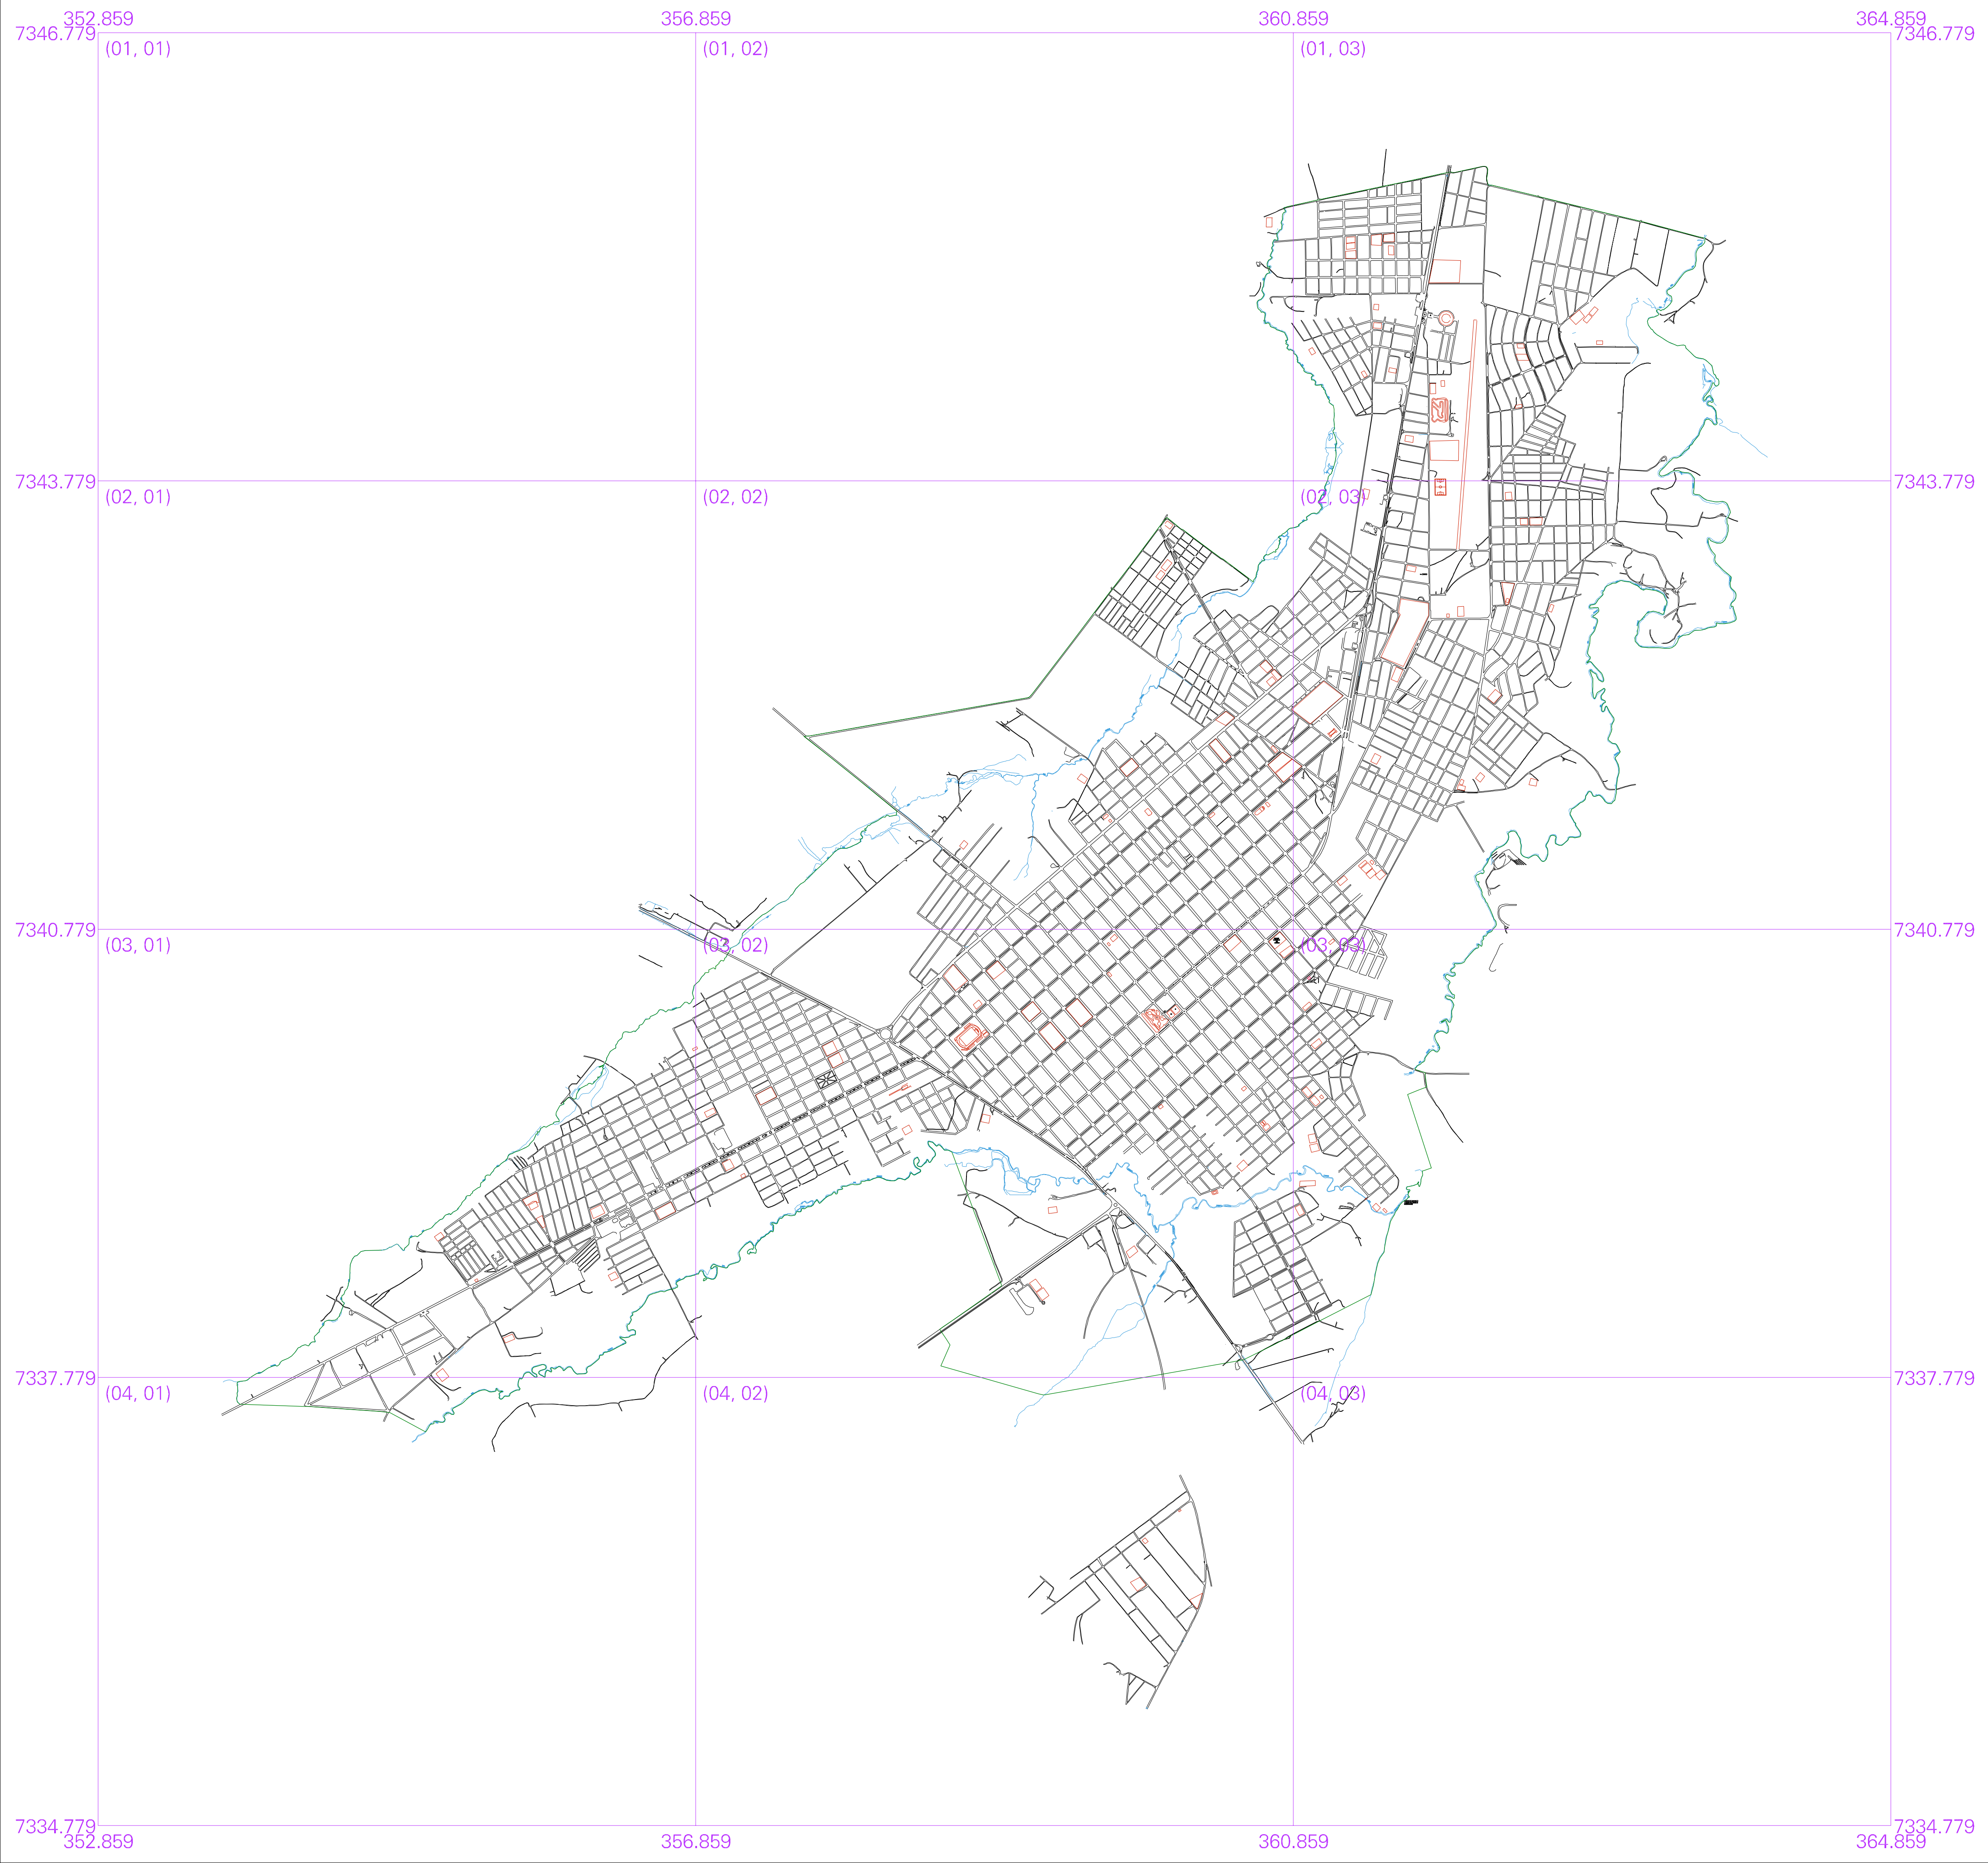 352.859 356.859 360.859 364.859
7346.779 7346.779
(01, 01) (01, 02) (01, 03)
7343.779 7343.779
(02, 01) (02, 02) (02, 03)
7340.779 7340.779
(03, 01) (03, 02) (03, 03)
7337.779 7337.779
(04, 01) (04, 02) (04, 03)
7334.779 7334.779
352.859 356.859 360.859 364.859